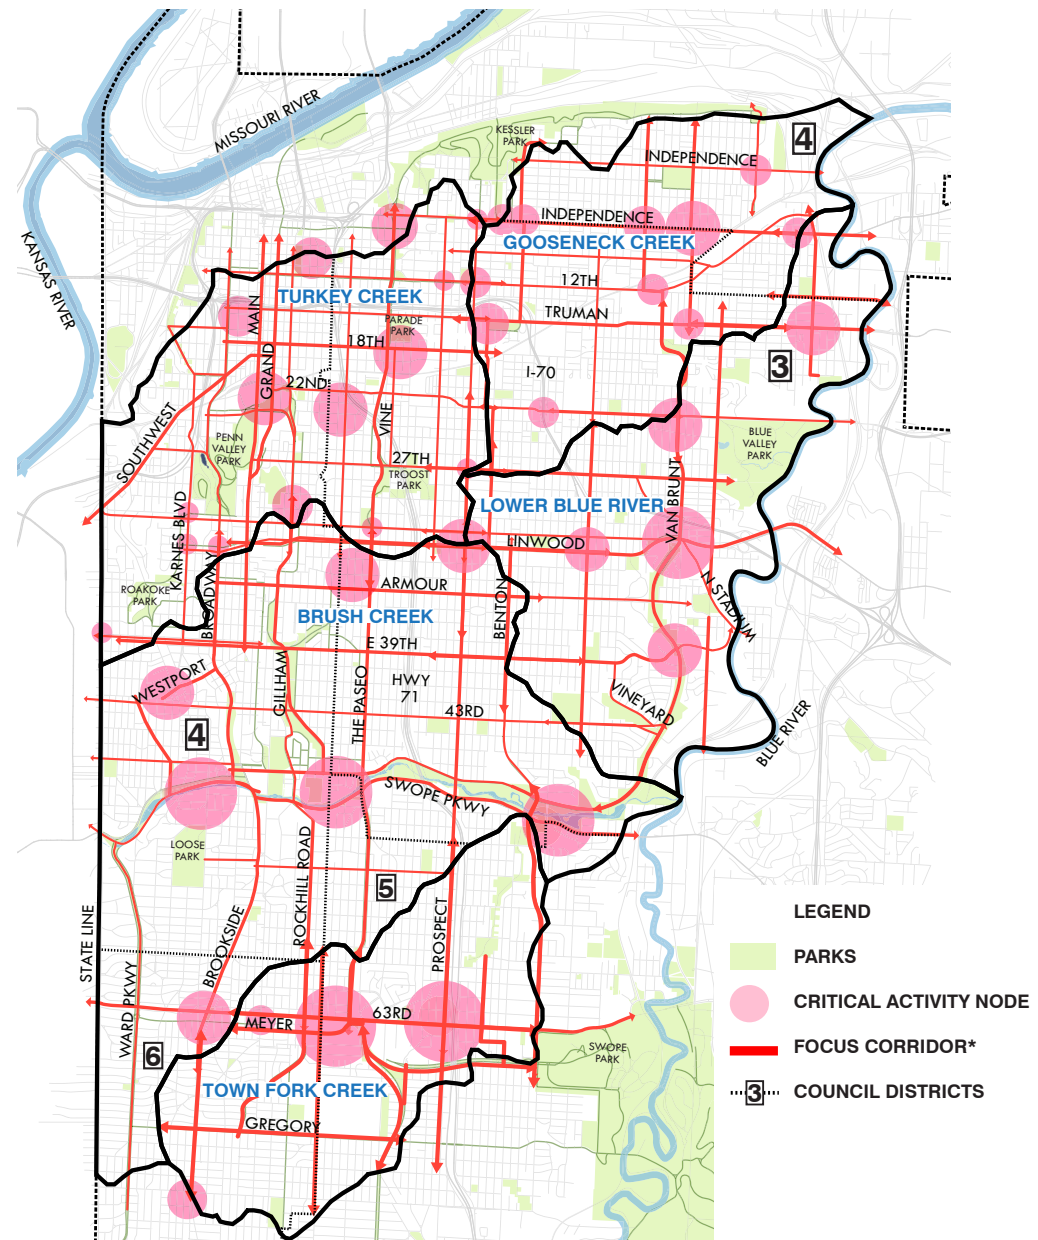 MISSOURI RIVER
KESSLER
PARK
4
INDEPENDENCE
KANSAS RIVER
INDEPENDENCE
GOOSENECK CREEK
12TH
TURKEY CREEK
MAIN
TRUMAN
PARADE
PARK
18TH
3
GRAND
I-70
22ND
VINE
SOUTHWEST
PENN
VALLEY
PARK
BLUE
VALLEY
PARK
27TH
TROOST
PARK
VAN BRUNT
LOWER BLUE RIVER
KARNES BLVD
LINWOOD
BROADWAY
ROAKOKE
PARK
ARMOUR
BENTON
N STADIUM
BRUSH CREEK
E 39TH
WESTPORT
GILLHAM
THE PASEO
HWY
71
43RD
VINEYARD
4
BLUE RIVER
SWOPE PKWY
LOOSE
PARK
ROCKHILL ROAD
5
LEGEND
STATE LINE
BROOKSIDE
PROSPECT
PARKS
WARD PKWY
CRITICAL ACTIVITY NODE
63RD
MEYER
FOCUS CORRIDOR*
6
SWOPE
PARK
TOWN FORK CREEK
3
COUNCIL DISTRICTS
GREGORY